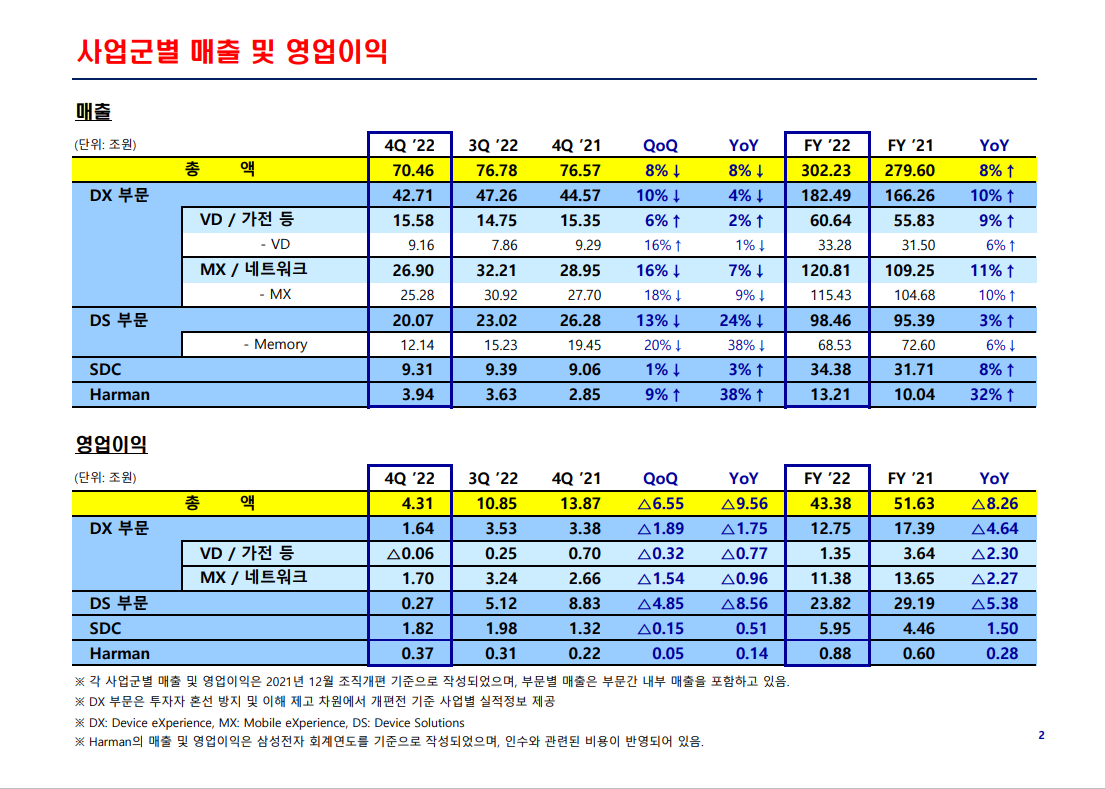 사업군별 매출 및 영업이익
매출
(단위: 조원) 4Q ’22 3Q ’22 4Q ’21 QoQ YoY FY ’22 FY ’21 YoY
총 액 70.46 76.78 76.57 8%↓ 8%↓ 302.23 279.60 8%↑
DX 부문 42.71 47.26 44.57 10%↓ 4%↓ 182.49 166.26 10%↑
VD / 가전 등 15.58 14.75 15.35 6%↑ 2%↑ 60.64 55.83 9%↑
- VD 9.16 7.86 9.29 16%↑ 1%↓ 33.28 31.50 6%↑
MX / 네트워크 26.90 32.21 28.95 16%↓ 7%↓ 120.81 109.25 11%↑
- MX 25.28 30.92 27.70 18%↓ 9%↓ 115.43 104.68 10%↑
DS 부문 20.07 23.02 26.28 13%↓ 24%↓ 98.46 95.39 3%↑
- Memory 12.14 15.23 19.45 20%↓ 38%↓ 68.53 72.60 6%↓
SDC 9.31 9.39 9.06 1%↓ 3%↑ 34.38 31.71 8%↑
Harman 3.94 3.63 2.85 9%↑ 38%↑ 13.21 10.04 32%↑
영업이익
(단위: 조원) 4Q ’22 3Q ’22 4Q ’21 QoQ YoY FY ’22 FY ’21 YoY
총 액 4.31 10.85 13.87 △6.55 △9.56 43.38 51.63 △8.26
DX 부문 1.64 3.53 3.38 △1.89 △1.75 12.75 17.39 △4.64
VD / 가전 등 △0.06 0.25 0.70 △0.32 △0.77 1.35 3.64 △2.30
MX / 네트워크 1.70 3.24 2.66 △1.54 △0.96 11.38 13.65 △2.27
DS 부문 0.27 5.12 8.83 △4.85 △8.56 23.82 29.19 △5.38
SDC 1.82 1.98 1.32 △0.15 0.51 5.95 4.46 1.50
Harman 0.37 0.31 0.22 0.05 0.14 0.88 0.60 0.28
※ 각 사업군별 매출 및 영업이익은 2021년 12월 조직개편 기준으로 작성되었으며, 부문별 매출은 부문간 내부 매출을 포함하고 있음.
※ DX 부문은 투자자 혼선 방지 및 이해 제고 차원에서 개편전 기준 사업별 실적정보 제공
※ DX: Device eXperience, MX: Mobile eXperience, DS: Device Solutions
※ Harman의 매출 및 영업이익은 삼성전자 회계연도를 기준으로 작성되었으며, 인수와 관련된 비용이 반영되어 있음.
2